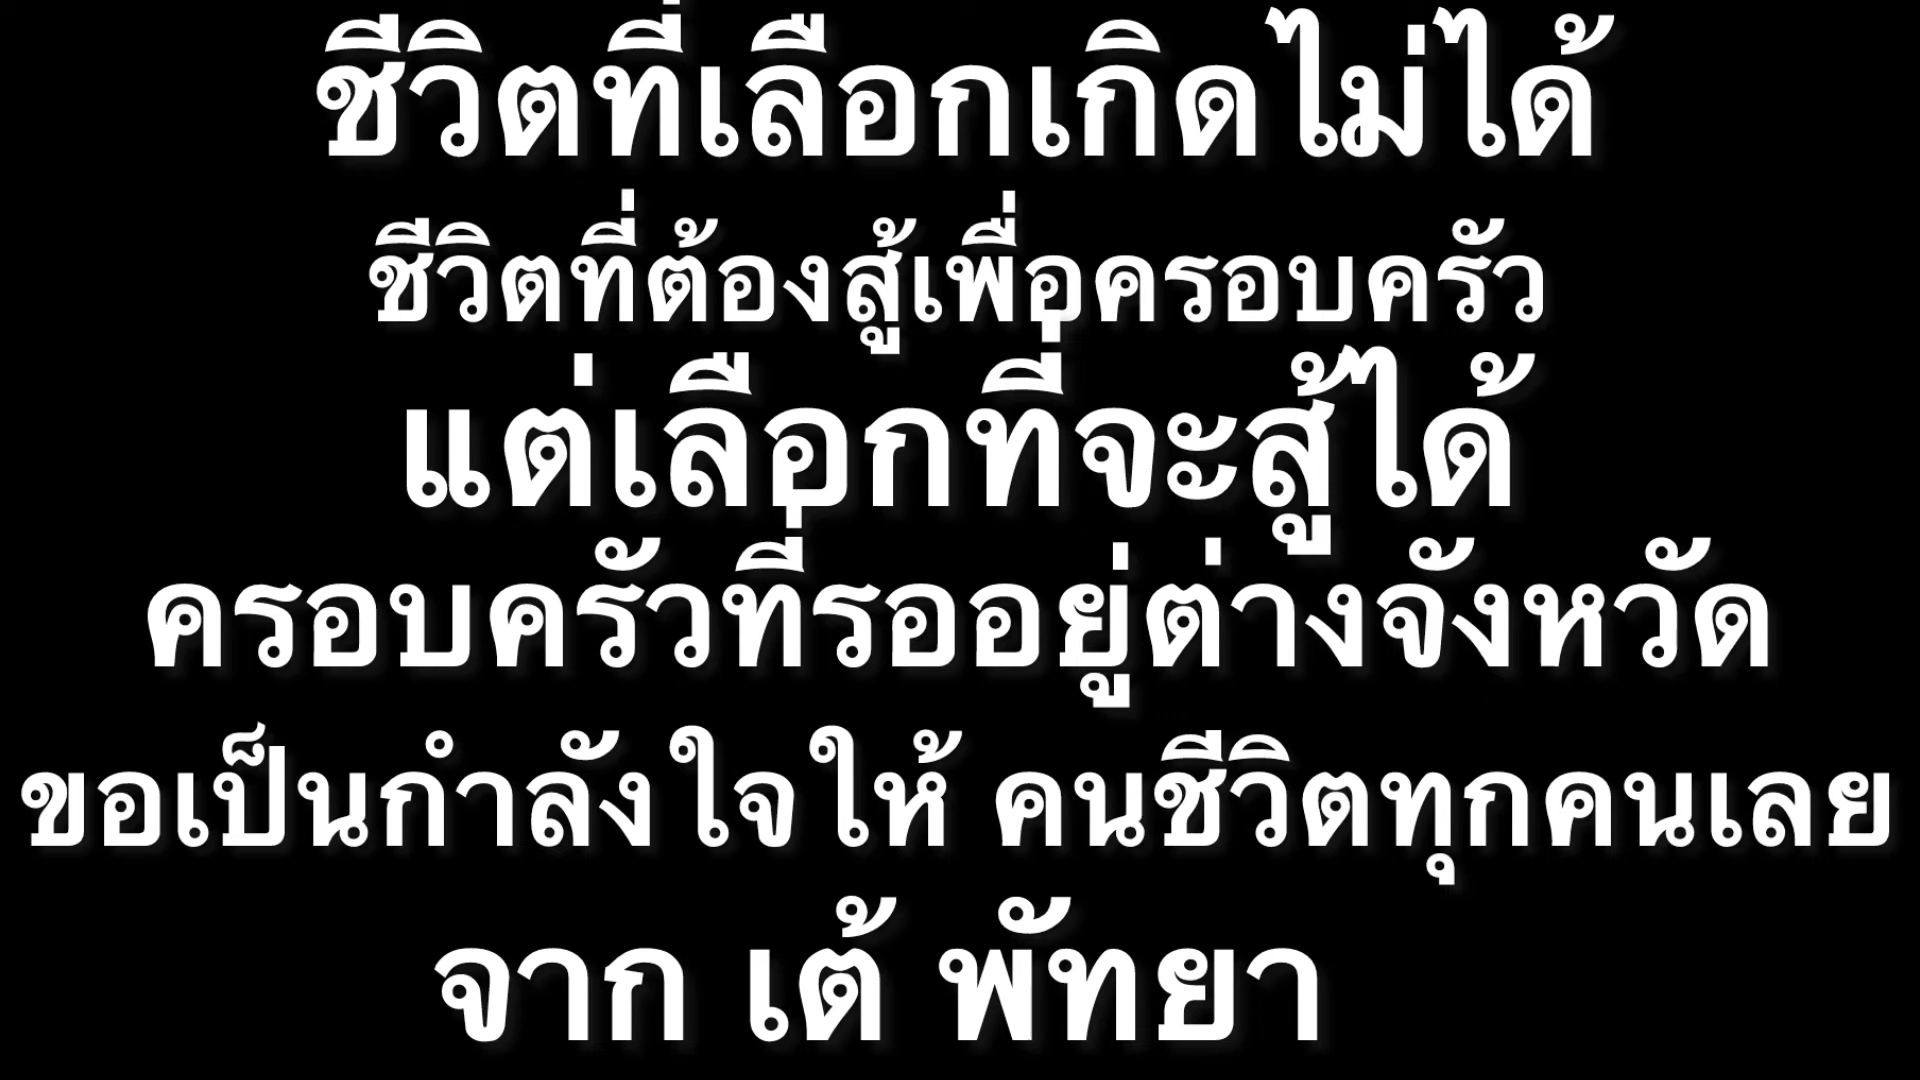 ชีวิตที่เลือกเกิดไม่ได้
ชีวิตที่ต้องสู้เพื่อครอบครัว
แต่เลือกที่จะสู้ได้
ครอบครัวที่รออยู่ต่างจังหวัด
ขอเป็นกำลังใจให้ คนชีวิตทุกคนเลย
จาก เต้ พัทยา